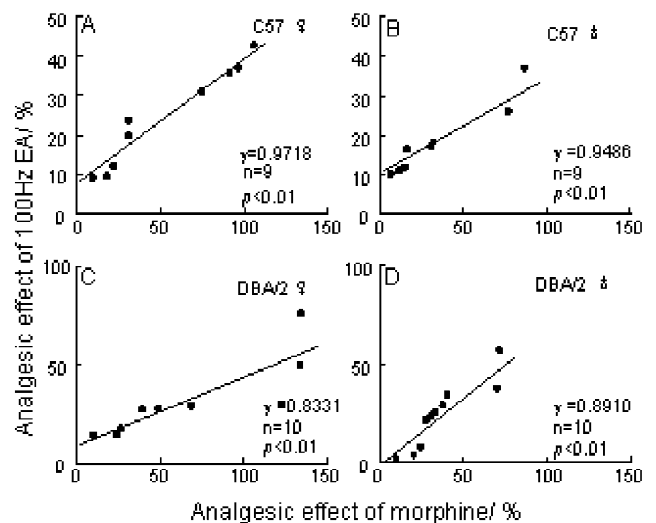 Analgesic effect of 100Hz EA/ %
A
C57 ♀
50
40
30
20
10
0
γ=0.9718
n=9
p<0.01
0 50 100 150
B
C57 ♂
50
40
30
20
10
0
γ=0.9486
n=9
p<0.01
0 50 100 150
C
DBA/2 ♀
100
50
0
γ=0.8331
n=10
p<0.01
0 50 100 150
D
DBA/2 ♂
100
50
0
γ=0.8910
n=10
p<0.01
0 50 100 150
Analgesic effect of morphine/ %